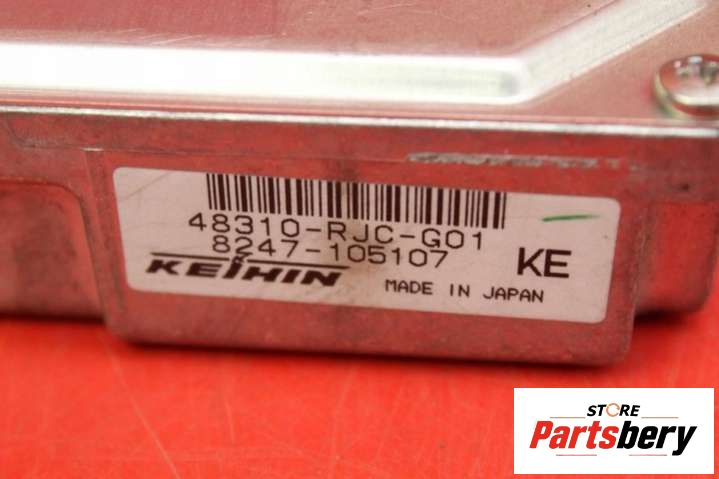 48310-RJC-G01
8247-105107
KE
KEIHIN
MADE IN JAPAN
STORE
Partsbery